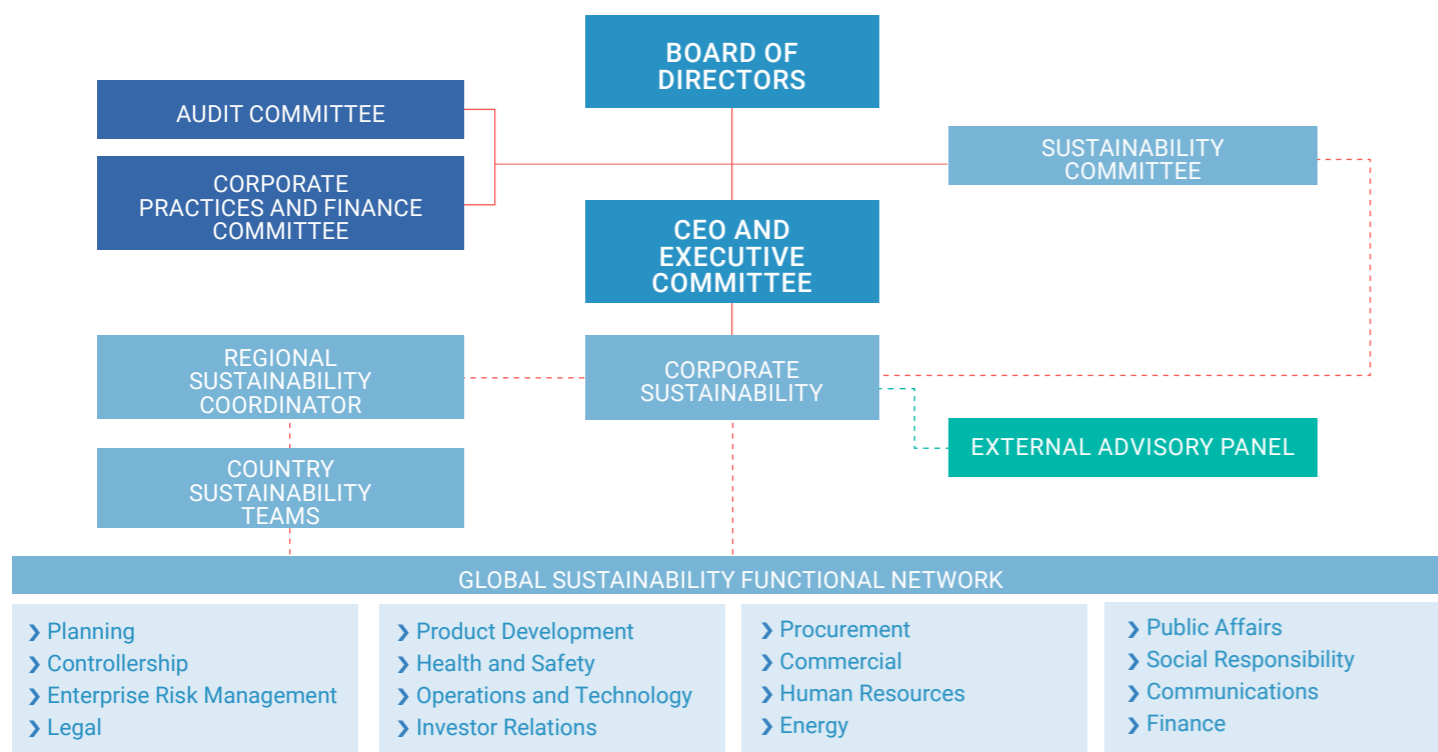 BOARD OF
DIRECTORS
AUDIT COMMITTEE
SUSTAINABILITY
COMMITTEE
CORPORATE
PRACTICES AND FINANCE
COMMITTEE
CEO AND
EXECUTIVE
COMMITTEE
REGIONAL
SUSTAINABILITY
COORDINATOR
CORPORATE
SUSTAINABILITY
EXTERNAL ADVISORY PANEL
COUNTRY
SUSTAINABILITY
TEAMS
GLOBAL SUSTAINABILITY FUNCTIONAL NETWORK
❯ Planning
❯ Controllership
❯ Enterprise Risk Management
❯ Legal
❯ Product Development
❯ Health and Safety
❯ Operations and Technology
❯ Investor Relations
❯ Procurement
❯ Commercial
❯ Human Resources
❯ Energy
❯ Public Affairs
❯ Social Responsibility
❯ Communications
❯ Finance